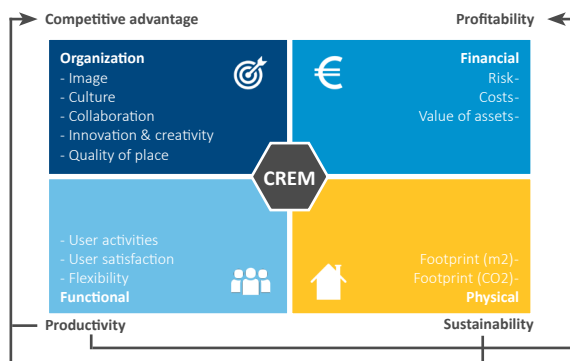 Competitive advantage
Profitability
Organization
- Image
- Culture
- Collaboration
- Innovation & creativity
- Quality of place
€
Financial
Risk-
Costs-
Value of assets-
CREM
- User activities
- User satisfaction
- Flexibility
Functional
Footprint (m2)-
Footprint (CO2)-
Physical
Productivity
Sustainability